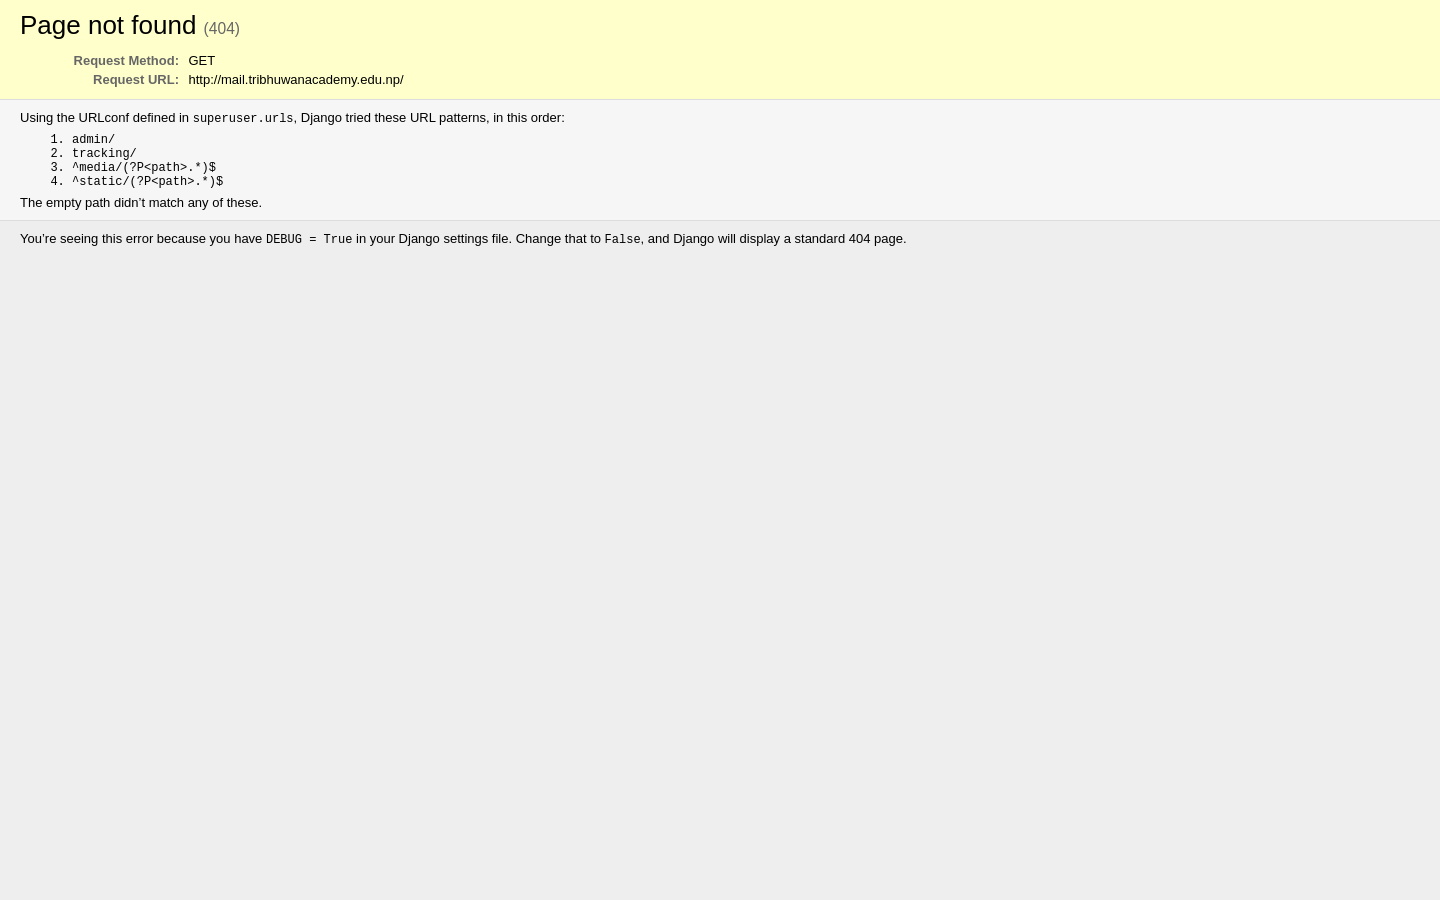 Page not found (404)
Request Method: GET
Request URL: http://mail.tribhuwanacademy.edu.np/
Using the URLconf defined in superuser.urls, Django tried these URL patterns, in this order:
1. admin/
2. tracking/
3. ^media/(?P<path>.*)$
4. ^static/(?P<path>.*)$
The empty path didn’t match any of these.
You’re seeing this error because you have DEBUG = True in your Django settings file. Change that to False, and Django will display a standard 404 page.